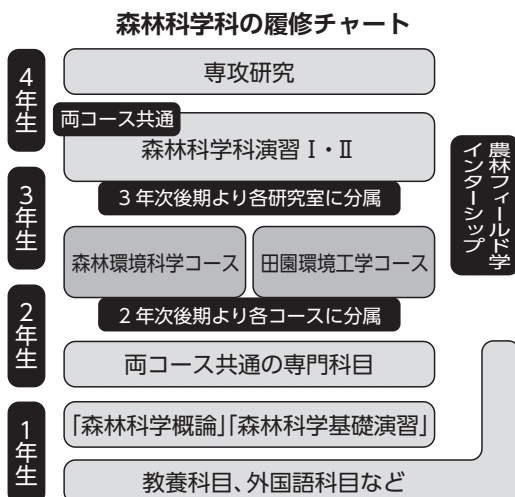 森林科学科の履修チャート
4年生
専攻研究
両コース共通
森林科学科演習 Ⅰ・Ⅱ
農林フィールド学
インターシップ
3年生
3年次後期より各研究室に分属
森林環境科学コース
田園環境工学コース
2年生
2年次後期より各コースに分属
両コース共通の専門科目
1年生
「森林科学概論」「森林科学基礎演習」
教養科目、外国語科目など